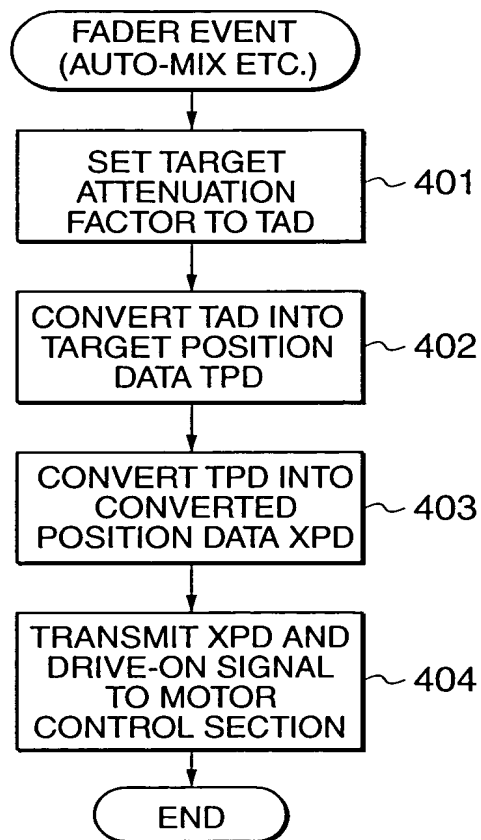 FADER EVENT
(AUTO-MIX ETC.)
SET TARGET
ATTENUATION
FACTOR TO TAD
401
CONVERT TAD INTO
TARGET POSITION
DATA TPD
402
CONVERT TPD INTO
CONVERTED
POSITION DATA XPD
403
TRANSMIT XPD AND
DRIVE-ON SIGNAL
TO MOTOR
CONTROL SECTION
404
END